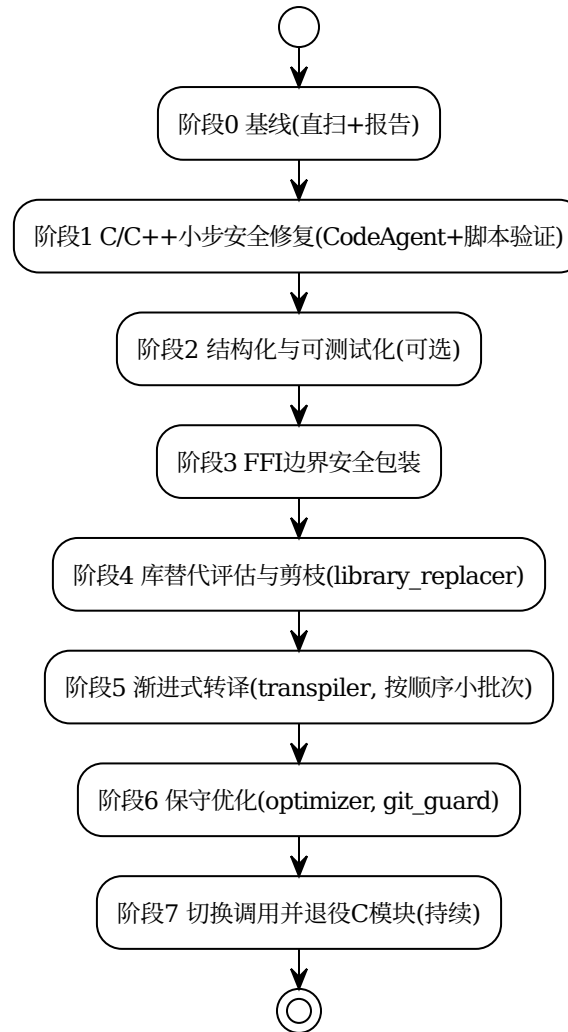 阶段0 基线(直扫+报告)
阶段1 C/C++小步安全修复(CodeAgent+脚本验证)
阶段2 结构化与可测试化(可选)
阶段3 FFI边界安全包装
阶段4 库替代评估与剪枝(library_replacer)
阶段5 渐进式转译(transpiler, 按顺序小批次)
阶段6 保守优化(optimizer, git_guard)
阶段7 切换调用并退役C模块(持续)